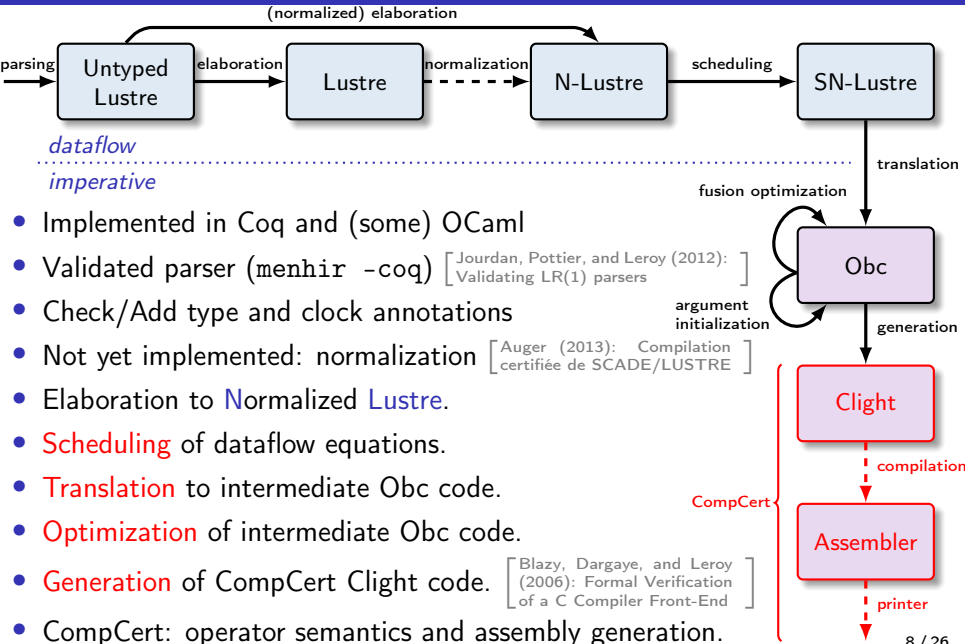 (normalized) elaboration
parsing
Untyped
Lustre
elaboration
Lustre
normalization
N-Lustre
scheduling
SN-Lustre
dataflow
imperative
translation
fusion optimization
Obc
argument
initialization
generation
• Implemented in Coq and (some) OCaml
• Validated parser (menhir -coq) [Jourdan, Pottier, and Leroy (2012):
Validating LR(1) parsers]
• Check/Add type and clock annotations
• Not yet implemented: normalization [Auger (2013): Compilation
certifiée de SCADE/LUSTRE]
• Elaboration to Normalized Lustre.
• Scheduling of dataflow equations.
• Translation to intermediate Obc code.
• Optimization of intermediate Obc code.
• Generation of CompCert Clight code. [Blazy, Dargaye, and Leroy
(2006): Formal Verification
of a C Compiler Front-End]
• CompCert: operator semantics and assembly generation.
Clight
compilation
CompCert
Assembler
printer
8 / 26